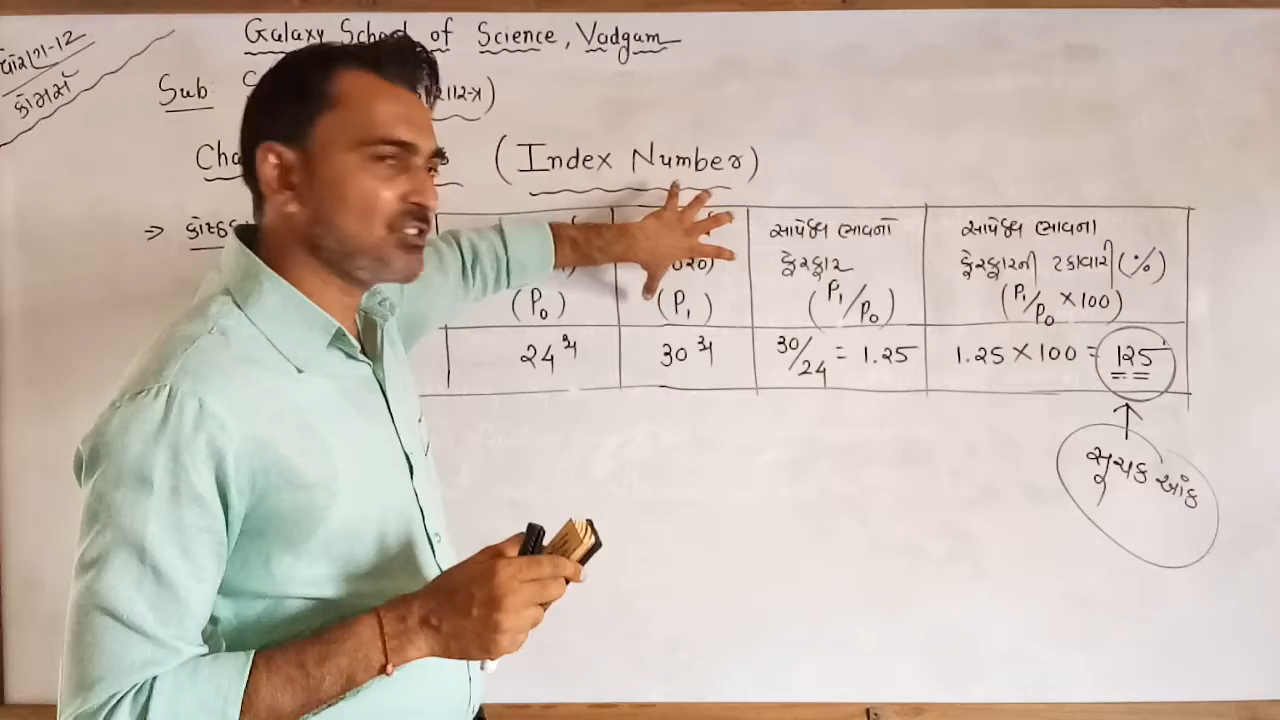 Galaxy School of Science, Vadgam
ધોરણ-12
કોમર્સ
Sub:
(Index Number)
⇒
(P₀)
(P₁)
સાપેક્ષ ભાવનો
ફેરફાર
(P₁/P₀)
સાપેક્ષ ભાવના
ફેરફારની ટકાવારી (%)
(P₁/P₀ × 100)
24 રૂ
30 રૂ
30/24 = 1.25
1.25 × 100 = 125
સૂચક આંક